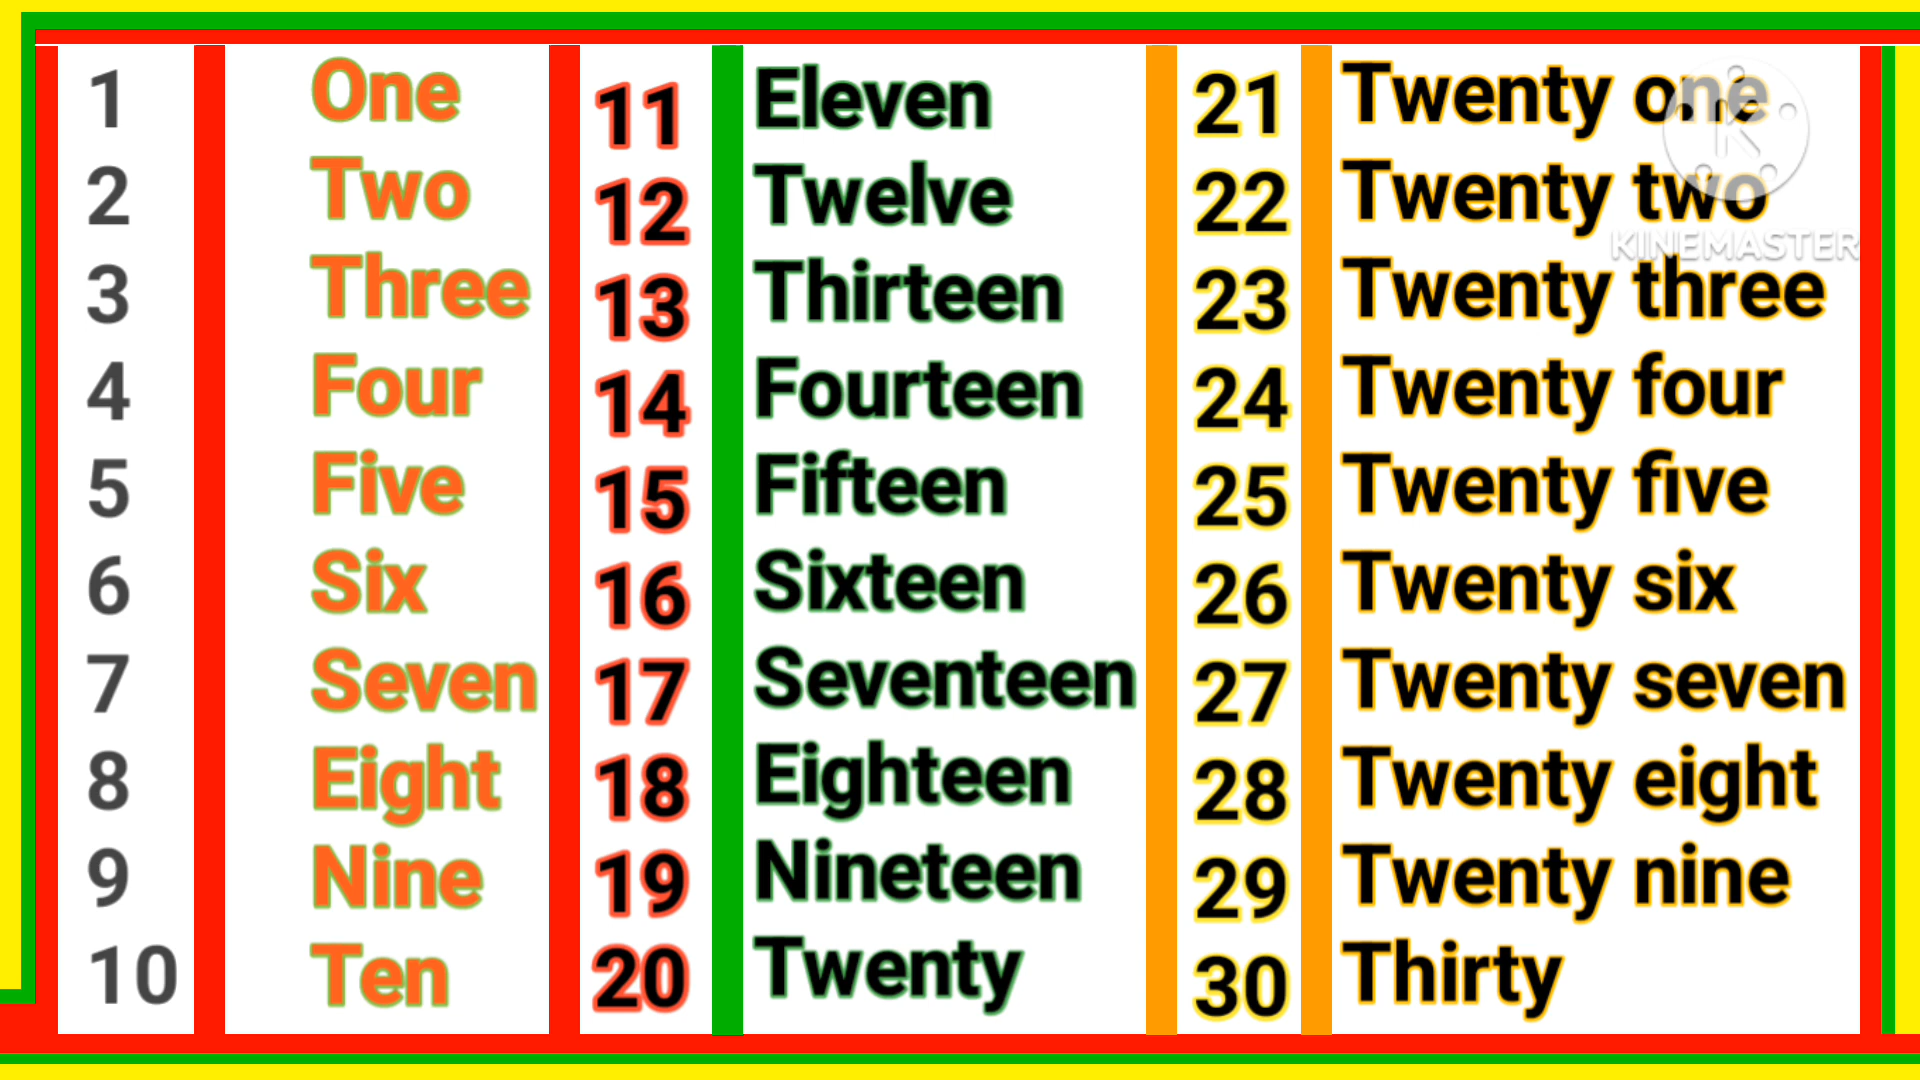 1 One 11 Eleven 21 Twenty one
2 Two 12 Twelve 22 Twenty two
KINEMASTER
3 Three 13 Thirteen 23 Twenty three
4 Four 14 Fourteen 24 Twenty four
5 Five 15 Fifteen 25 Twenty five
6 Six 16 Sixteen 26 Twenty six
7 Seven 17 Seventeen 27 Twenty seven
8 Eight 18 Eighteen 28 Twenty eight
9 Nine 19 Nineteen 29 Twenty nine
10 Ten 20 Twenty 30 Thirty